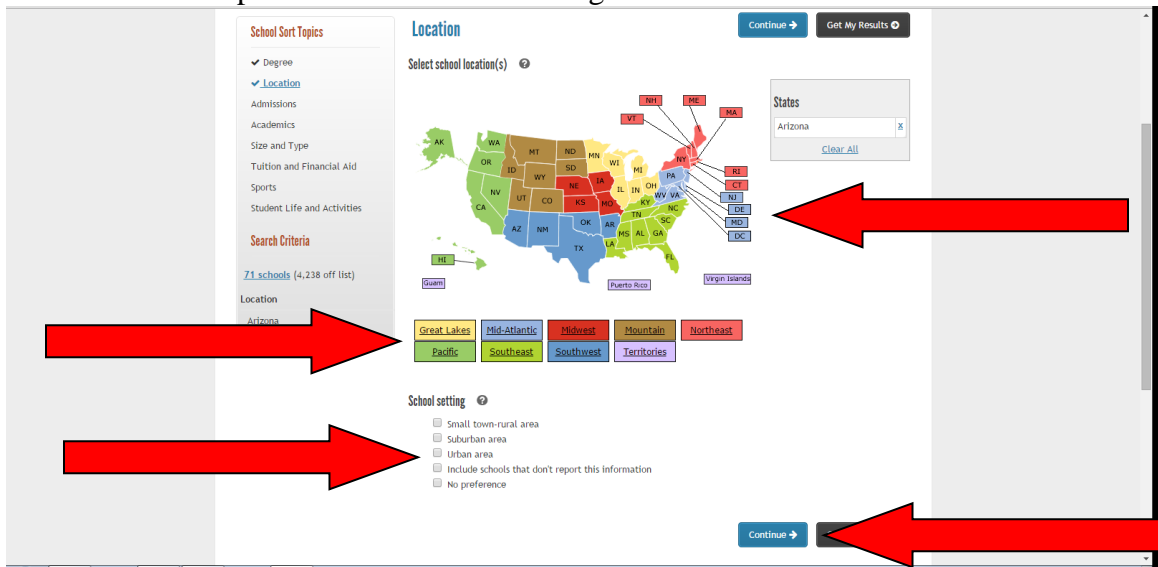 School Sort Topics
✔ Degree
✔ Location
Admissions
Academics
Size and Type
Tuition and Financial Aid
Sports
Student Life and Activities
Search Criteria
71 schools (4,238 off list)
Location
Arizona
Location
Continue →
Get My Results
Select school location(s) ?
NH
ME
VT
MA
AK
WA
MT
ND
MN
OR
ID
SD
WI
MI
NY
WY
RI
PA
CT
NV
UT
CO
NE
IA
IL
IN
OH
NJ
CA
KS
MO
KY
WV
VA
DE
AZ
NM
OK
AR
TN
NC
MD
SC
DC
TX
LA
MS
AL
GA
FL
HI
Guam
Puerto Rico
Virgin Islands
States
Arizona X
Clear All
Great Lakes Mid-Atlantic Midwest Mountain Northeast
Pacific Southeast Southwest Territories
School setting ?
Small town-rural area
Suburban area
Urban area
Include schools that don't report this information
No preference
Continue →